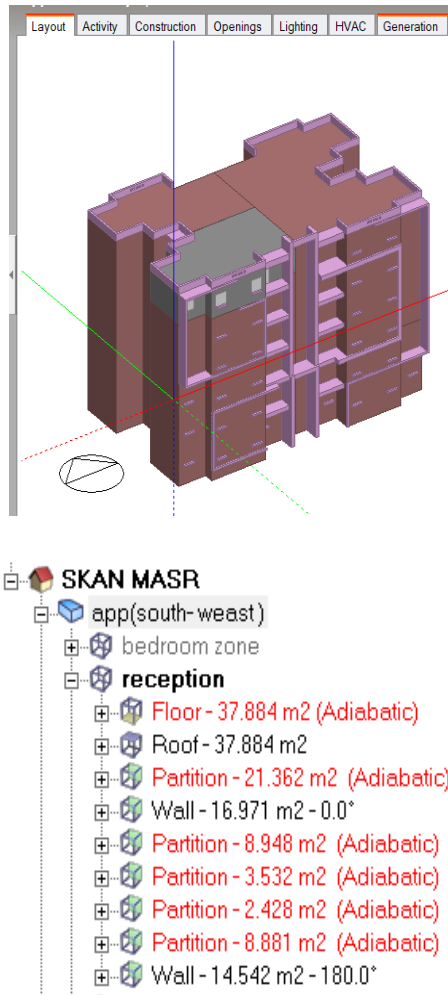 Layout Activity Construction Openings Lighting HVAC Generation
SKAN MASR
app(south-weast)
bedroom zone
reception
Floor - 37.884 m2 (Adiabatic)
Roof - 37.884 m2
Partition - 21.362 m2 (Adiabatic)
Wall - 16.971 m2 - 0.0°
Partition - 8.948 m2 (Adiabatic)
Partition - 3.532 m2 (Adiabatic)
Partition - 2.428 m2 (Adiabatic)
Partition - 8.881 m2 (Adiabatic)
Wall - 14.542 m2 - 180.0°